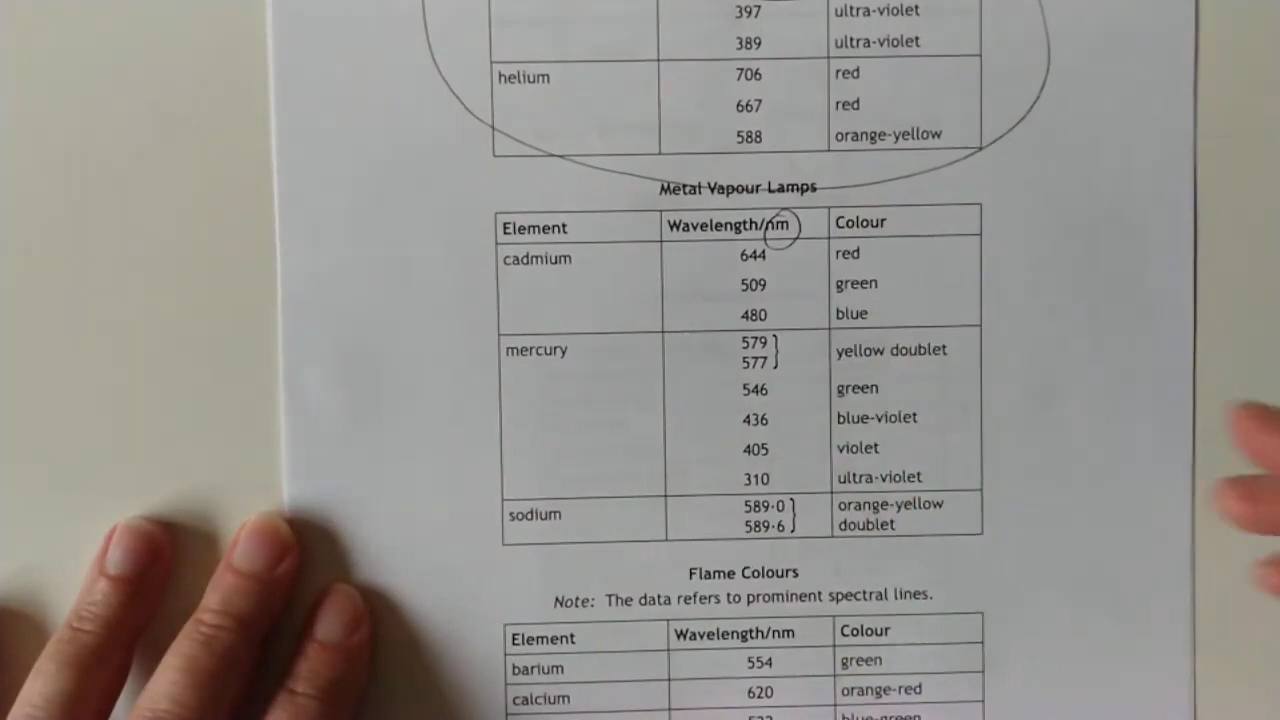 397 ultra-violet
389 ultra-violet
helium 706 red
667 red
588 orange-yellow
Metal Vapour Lamps
Element Wavelength/nm Colour
cadmium 644 red
509 green
480 blue
mercury 579 yellow doublet
577
546 green
436 blue-violet
405 violet
310 ultra-violet
sodium 589·0 orange-yellow
589·6 doublet
Flame Colours
Note: The data refers to prominent spectral lines.
Element Wavelength/nm Colour
barium 554 green
calcium 620 orange-red
blue-green